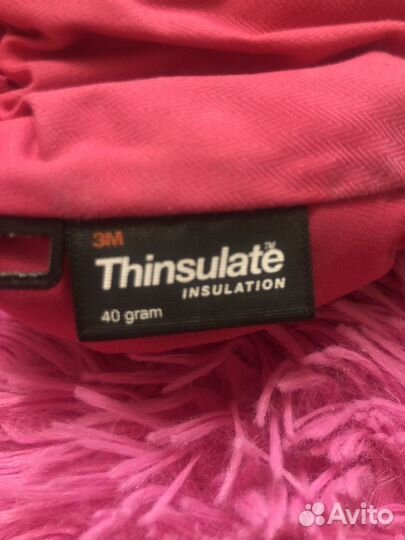 3M
Thinsulate™
INSULATION
40 gram
Avito